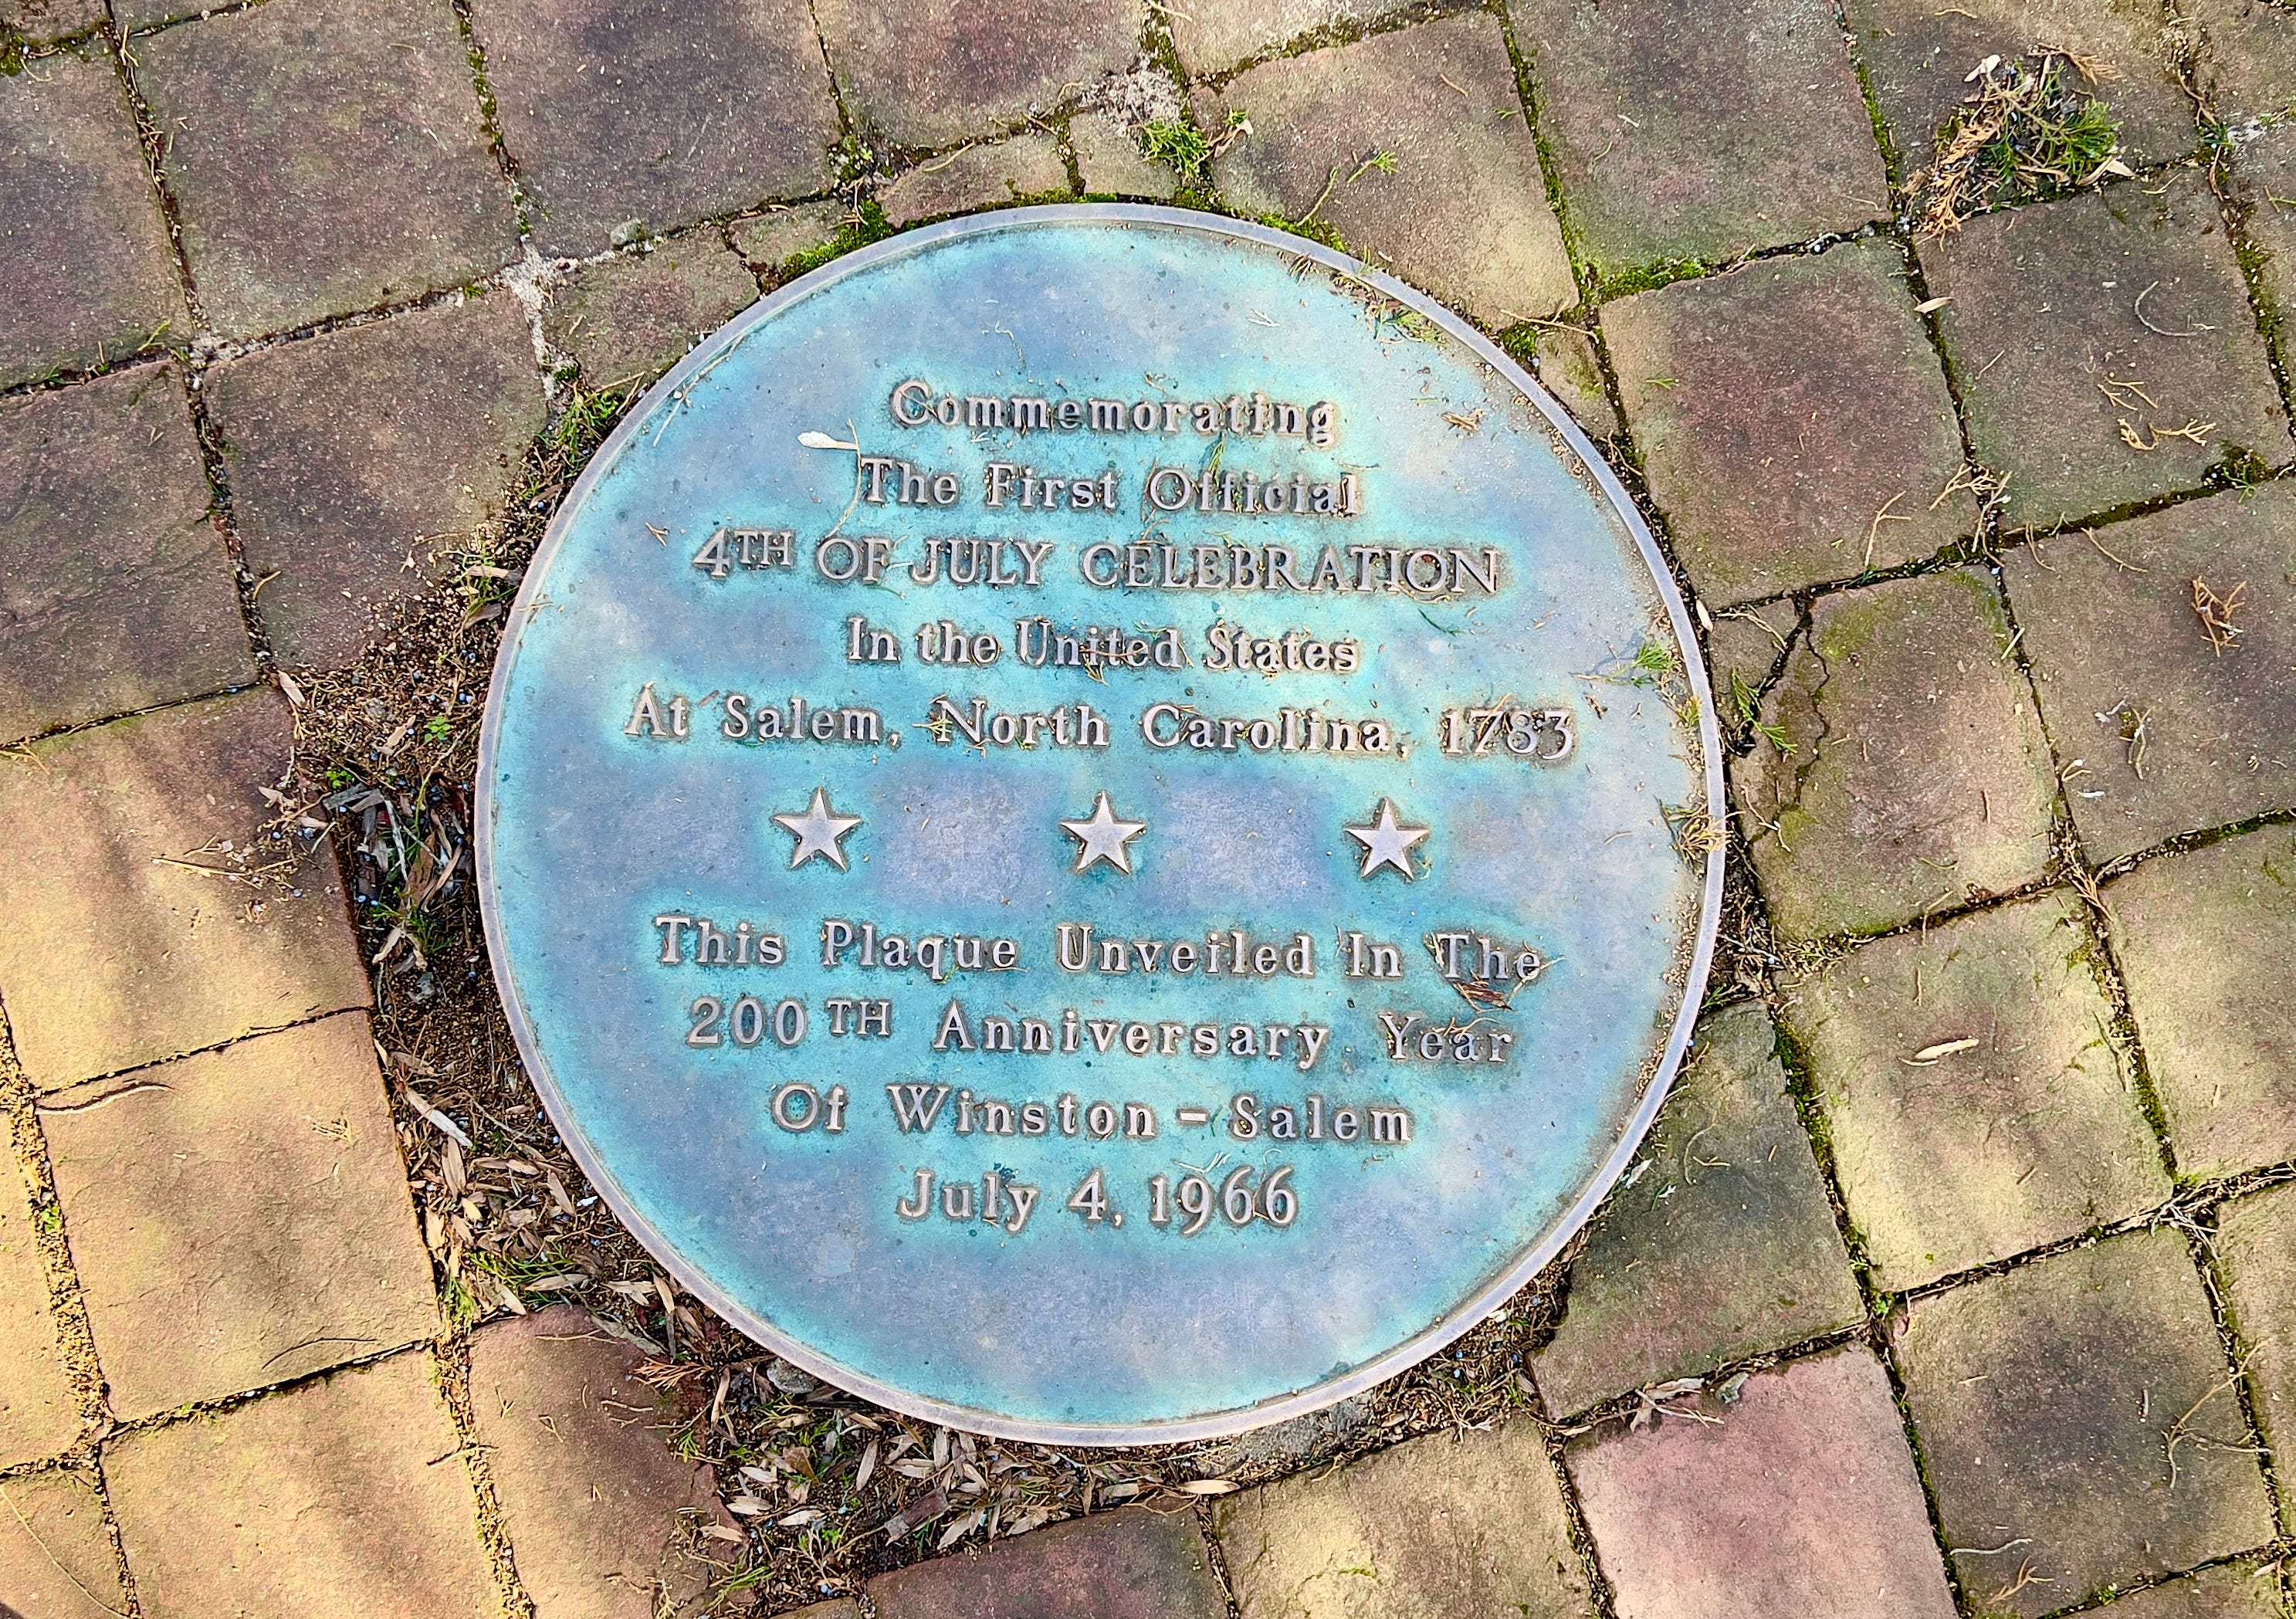 Commemorating
The First Official
4TH OF JULY CELEBRATION
In the United States
At Salem, North Carolina, 1783
This Plaque Unveiled In The
200TH Anniversary Year
Of Winston-Salem
July 4, 1966